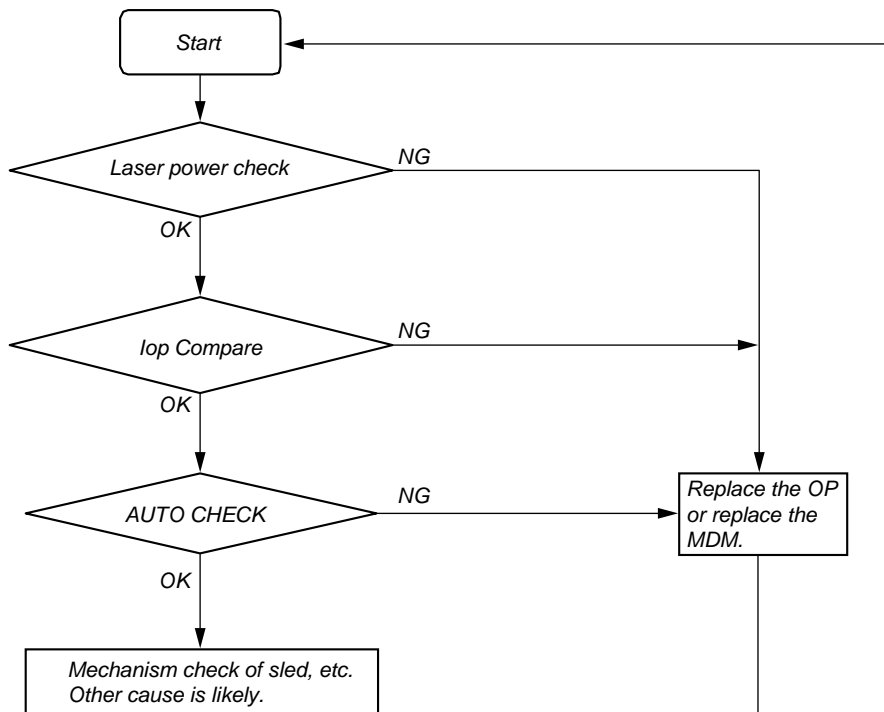 Start
Laser power check
NG
OK
Iop Compare
NG
OK
AUTO CHECK
NG
OK
Replace the OP
or replace the
MDM.
Mechanism check of sled, etc.
Other cause is likely.